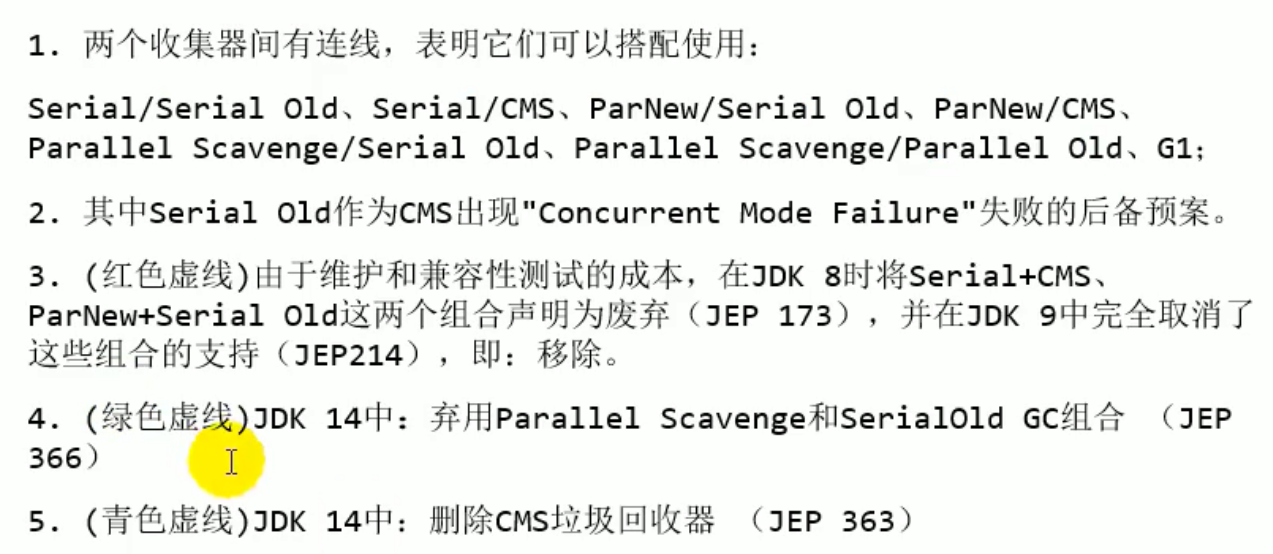 1. 两个收集器间有连线，表明它们可以搭配使用：
Serial/Serial Old、Serial/CMS、ParNew/Serial Old、ParNew/CMS、
Parallel Scavenge/Serial Old、Parallel Scavenge/Parallel Old、G1；
2. 其中Serial Old作为CMS出现"Concurrent Mode Failure"失败的后备预案。
3. (红色虚线)由于维护和兼容性测试的成本，在JDK 8时将Serial+CMS、
ParNew+Serial Old这两个组合声明为废弃（JEP 173），并在JDK 9中完全取消了
这些组合的支持（JEP214），即：移除。
4. (绿色虚线)JDK 14中：弃用Parallel Scavenge和SerialOld GC组合 （JEP
366）
5. (青色虚线)JDK 14中：删除CMS垃圾回收器 （JEP 363）